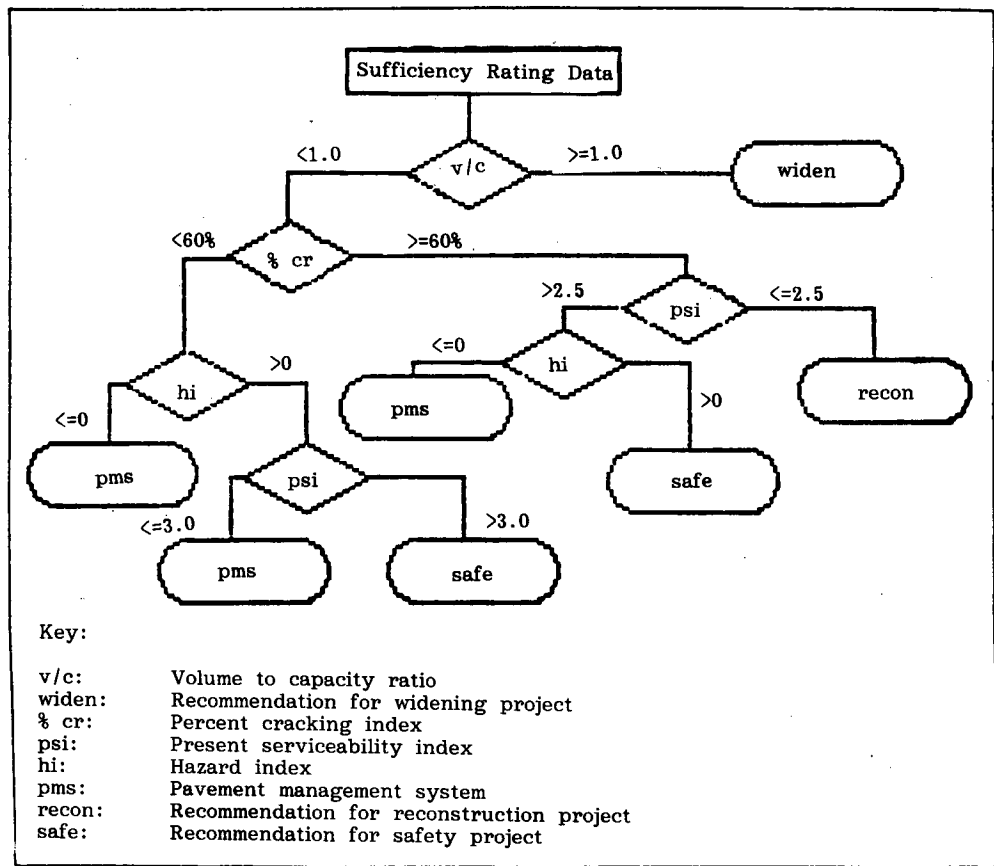 Sufficiency Rating Data
<1.0
v/c
>=1.0
widen
<60%
% cr
>=60%
>2.5
psi
<=2.5
<=0
hi
>0
<=0
hi
>0
pms
recon
pms
psi
safe
<=3.0
>3.0
pms
safe
Key:
v/c: Volume to capacity ratio
widen: Recommendation for widening project
% cr: Percent cracking index
psi: Present serviceability index
hi: Hazard index
pms: Pavement management system
recon: Recommendation for reconstruction project
safe: Recommendation for safety project